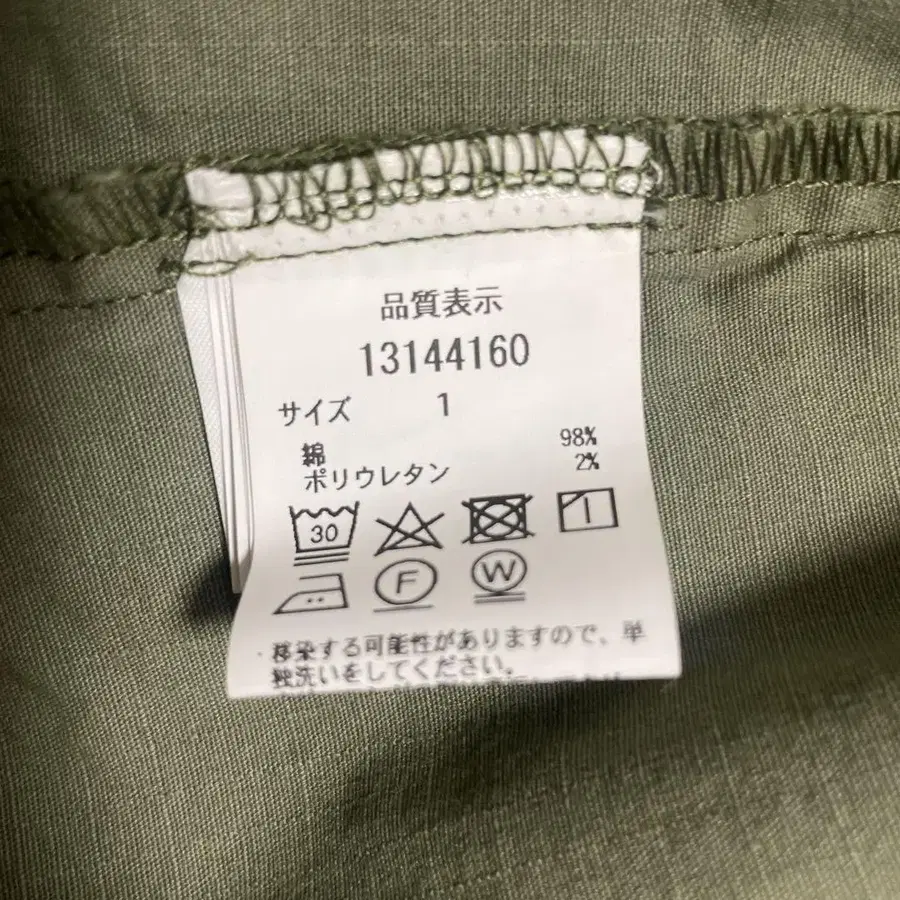 品質表示
13144160
サイズ 1
綿 98%
ポリウレタン 2%
30
F W
・移染する可能性がありますので、単
独洗いをしてください。